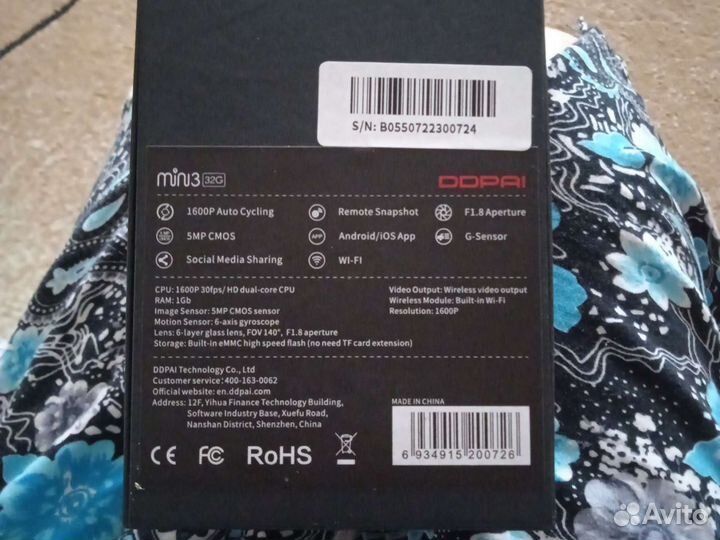 S/N: B0550722300724
mini3 32G
DDPAI
1600P Auto Cycling
Remote Snapshot
F1.8 Aperture
5MP CMOS
APP
Android/iOS App
G-Sensor
Social Media Sharing
WI-FI
CPU: 1600P 30fps/ HD dual-core CPU
RAM: 1Gb
Image Sensor: 5MP CMOS sensor
Motion Sensor: 6-axis gyroscope
Lens: 6-layer glass lens, FOV 140°, F1.8 aperture
Storage: Built-in eMMC high speed flash (no need TF card extension)
Video Output: Wireless video output
Wireless Module: Built-in Wi-Fi
Resolution: 1600P
DDPAI Technology Co., Ltd
Customer service: 400-163-0062
Official website: en.ddpai.com
Address: 12F, Yihua Finance Technology Building,
Software Industry Base, Xuefu Road,
Nanshan District, Shenzhen, China
MADE IN CHINA
CE FC RoHS
6 934915 200726
Avito